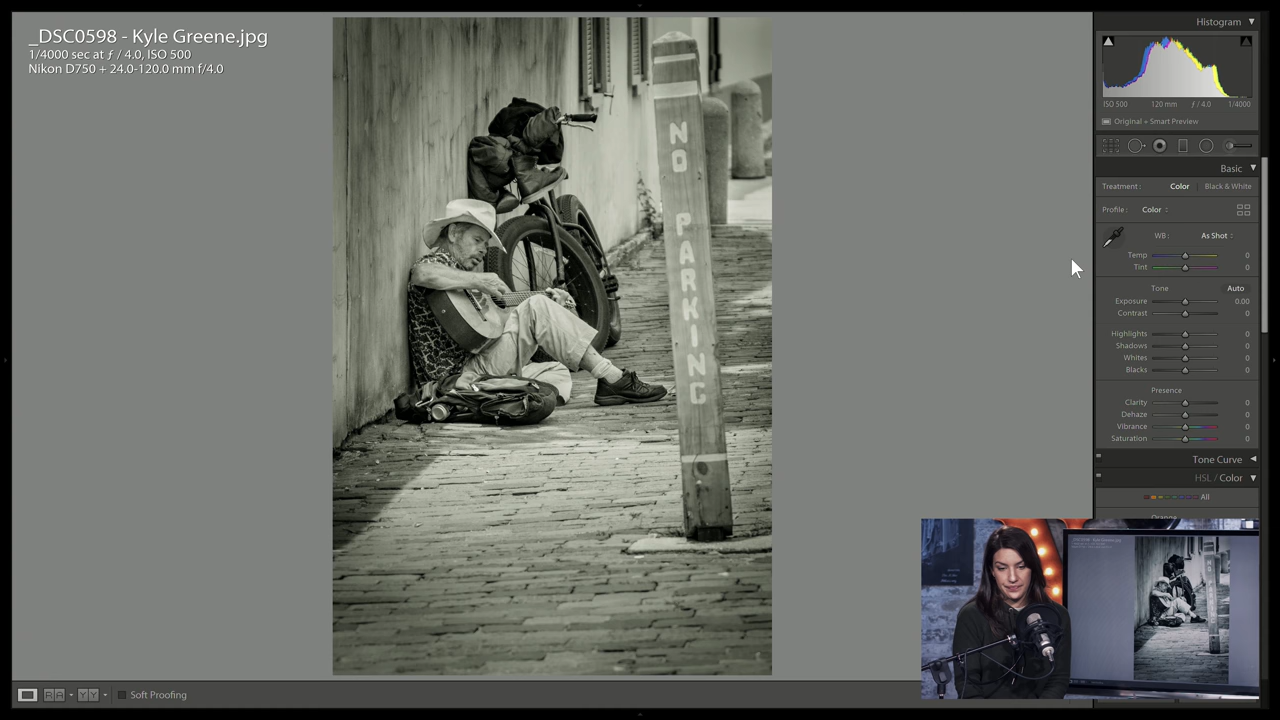 _DSC0598 - Kyle Greene.jpg
1/4000 sec at ƒ / 4.0, ISO 500
Nikon D750 + 24.0-120.0 mm f/4.0
NO PARKING
Histogram
ISO 500 120 mm ƒ / 4.0 1/4000
Original + Smart Preview
Basic
Treatment : Color Black & White
Profile : Color
WB : As Shot
Temp 0
Tint 0
Tone Auto
Exposure 0.00
Contrast 0
Highlights 0
Shadows 0
Whites 0
Blacks 0
Presence
Clarity 0
Dehaze 0
Vibrance 0
Saturation 0
Tone Curve
HSL / Color
All
Orange
Soft Proofing